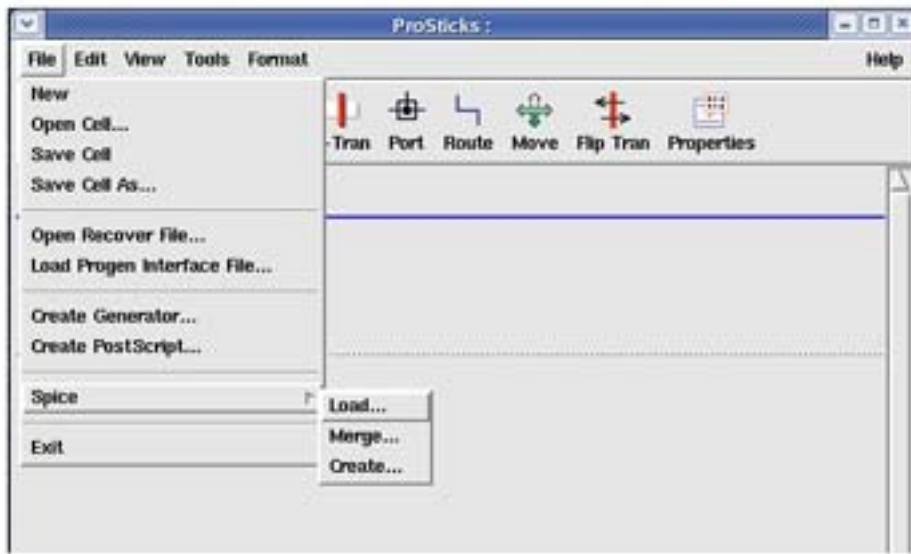 ProSticks :
File Edit View Tools Format Help
New
Open Cell...
Save Cell
Save Cell As...
Open Recover File...
Load Progen Interface File...
Create Generator...
Create PostScript...
Spice
Exit
-Tran Port Route Move Flip Tran Properties
Load...
Merge...
Create...